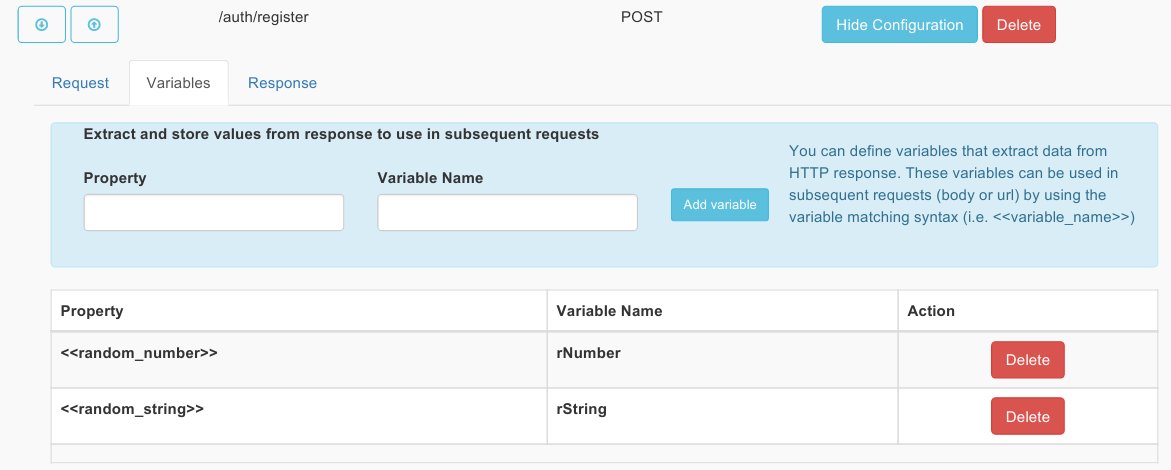 /auth/register POST Hide Configuration Delete
Request Variables Response
Extract and store values from response to use in subsequent requests
Property Variable Name
Add variable
You can define variables that extract data from
HTTP response. These variables can be used in
subsequent requests (body or url) by using the
variable matching syntax (i.e. <<variable_name>>)
Property Variable Name Action
<<random_number>> rNumber Delete
<<random_string>> rString Delete